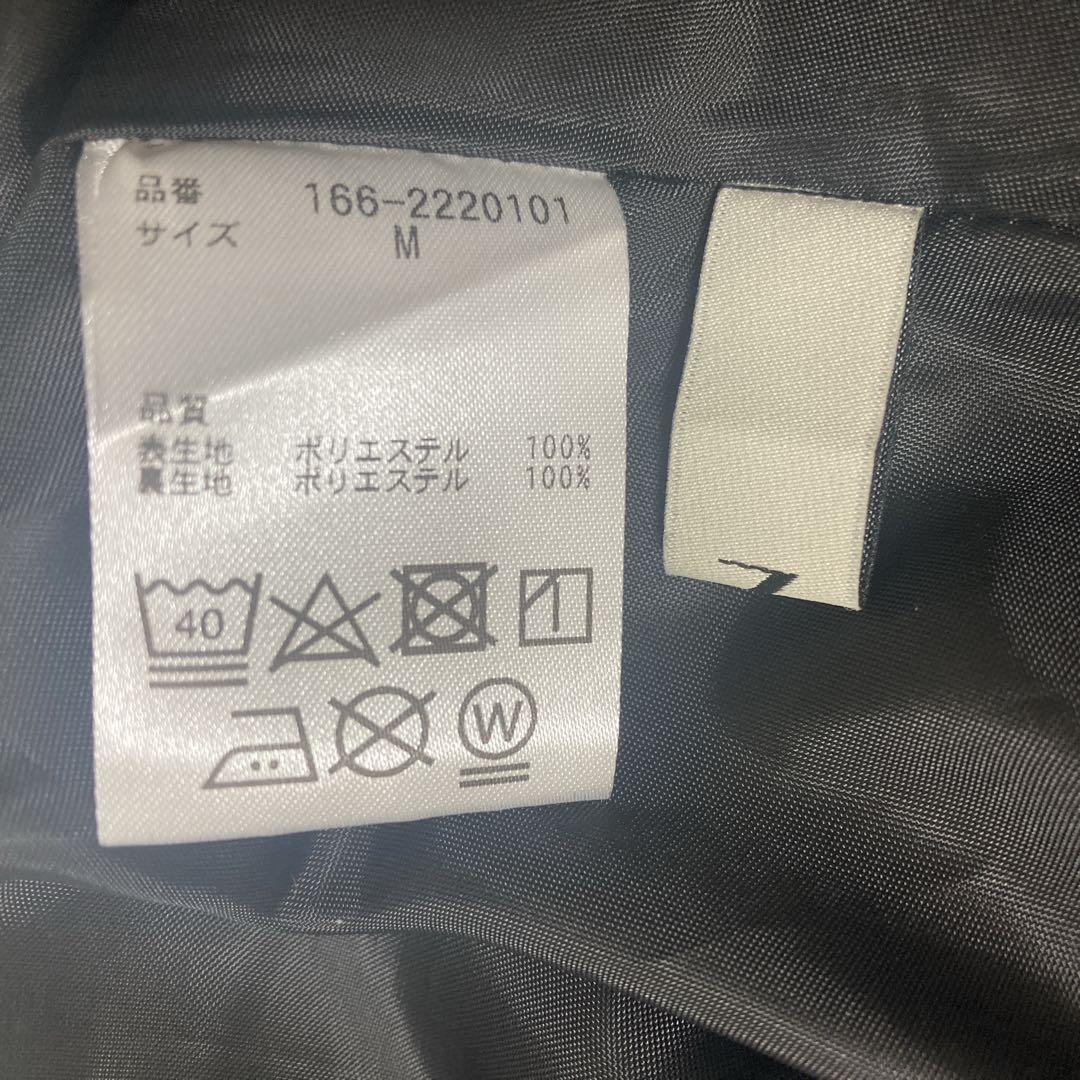 品番 166-2220101
サイズ M
品質
表生地 ポリエステル 100%
裏生地 ポリエステル 100%
40
W